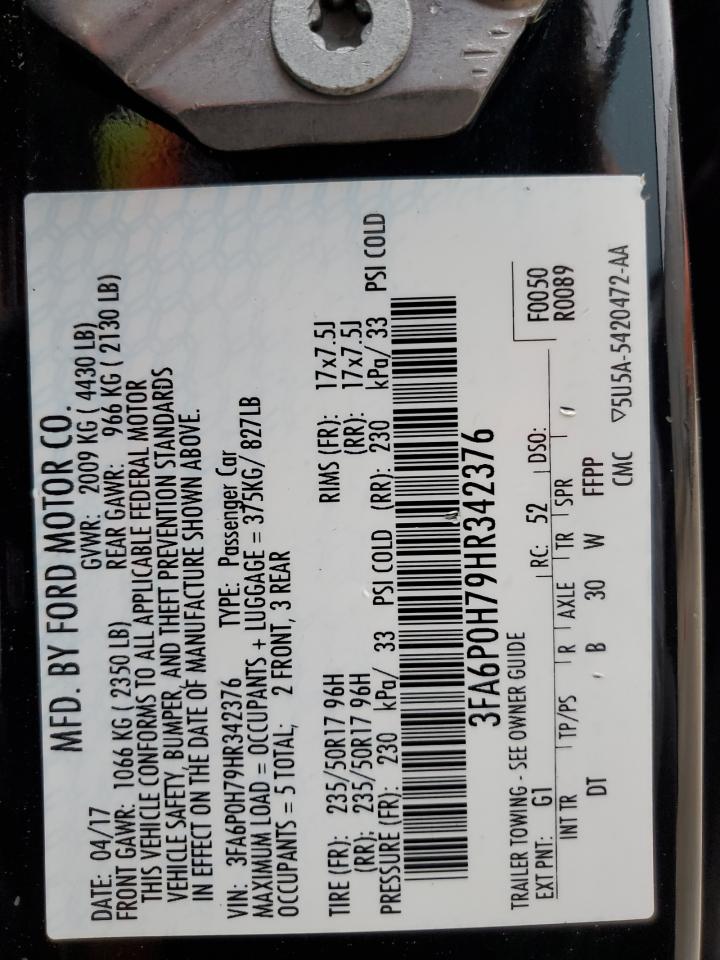 MFD. BY FORD MOTOR CO.
DATE: 04/17 GVWR: 2009 KG ( 4430 LB)
FRONT GAWR: 1066 KG ( 2350 LB) REAR GAWR: 966 KG ( 2130 LB)
THIS VEHICLE CONFORMS TO ALL APPLICABLE FEDERAL MOTOR
VEHICLE SAFETY, BUMPER, AND THEFT PREVENTION STANDARDS
IN EFFECT ON THE DATE OF MANUFACTURE SHOWN ABOVE.
VIN: 3FA6P0H79HR342376 TYPE: Passenger Car
MAXIMUM LOAD = OCCUPANTS + LUGGAGE = 375KG/ 827LB
OCCUPANTS = 5 TOTAL; 2 FRONT, 3 REAR
TIRE (FR): 235/50R17 96H RIMS (FR): 17x7.5J
(RR): 235/50R17 96H (RR): 17x7.5J
PRESSURE (FR): 230 kPa/ 33 PSI COLD (RR): 230 kPa/ 33 PSI COLD
3FA6P0H79HR342376
TRAILER TOWING - SEE OWNER GUIDE F0050
EXT PNT: G1 RC: 52 DSO: R0089
INT TR TP/PS R AXLE TR SPR
DT B 30 W FFPP
CMC ▽5U5A-5420472-AA